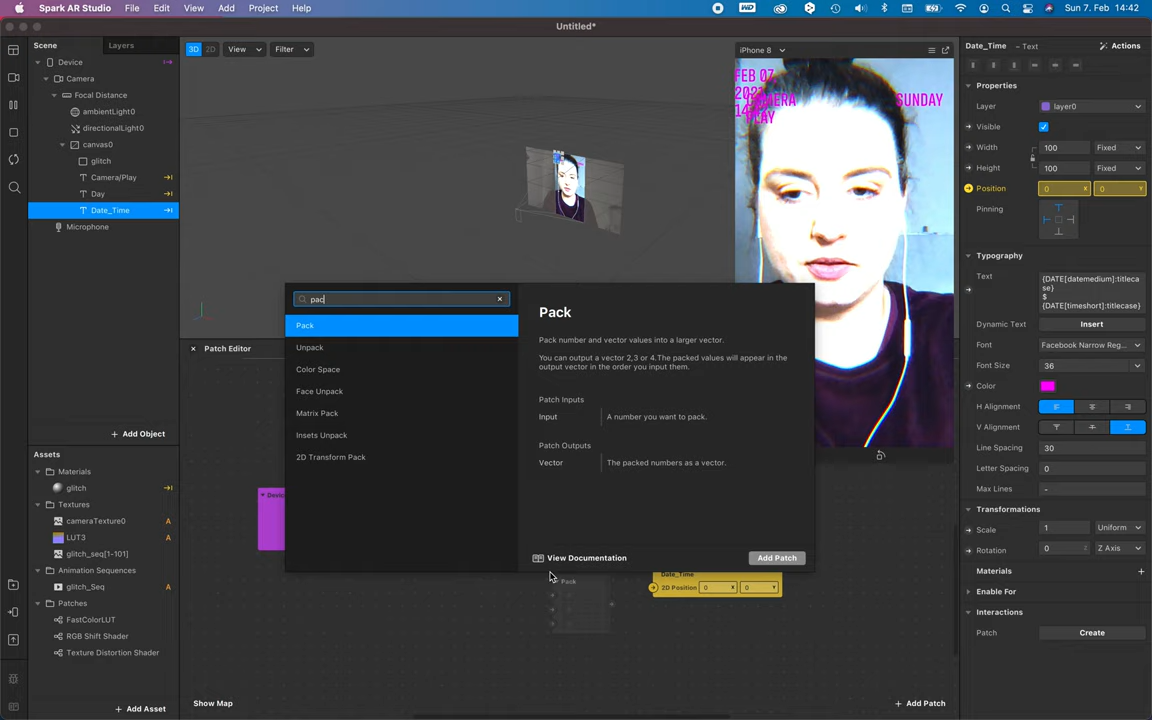 Spark AR Studio File Edit View Add Project Help
Sun 7. Feb 14:42
Untitled*
Scene Layers
3D 2D View Filter
iPhone 8
Date_Time - Text Actions
Device
Camera
Focal Distance
ambientLight0
directionalLight0
canvas0
glitch
Camera/Play
Day
Date_Time
Microphone
FEB 07,
CAMERA
PLAY
SUNDAY
Properties
Layer layer0
Visible
Width 100 Fixed
Height 100 Fixed
Position 0 X 0 Y
Pinning
Typography
Text {DATE[datemedium]:titleca
se}
$
{DATE[timeshort]:titlecase}
Dynamic Text Insert
Font Facebook Narrow Reg...
Font Size 36
Color
H Alignment
V Alignment
Line Spacing 30
Letter Spacing 0
Max Lines -
Transformations
Scale 1 Uniform
Rotation 0 Z Axis
Materials
Enable For
Interactions
Patch Create
pac
Pack
Unpack
Color Space
Face Unpack
Matrix Pack
Insets Unpack
2D Transform Pack
Pack
Pack number and vector values into a larger vector.
You can output a vector 2,3 or 4.The packed values will appear in the
output vector in the order you input them.
Patch Inputs
Input A number you want to pack.
Patch Outputs
Vector The packed numbers as a vector.
View Documentation Add Patch
Patch Editor
Pack
Date_Time
2D Position 0 X 0 Y
Show Map
Add Patch
Add Object
Assets
Materials
glitch
Textures
cameraTexture0 A
LUT3 A
glitch_seq[1-101]
Animation Sequences
glitch_Seq A
Patches
FastColorLUT
RGB Shift Shader
Texture Distortion Shader
Add Asset